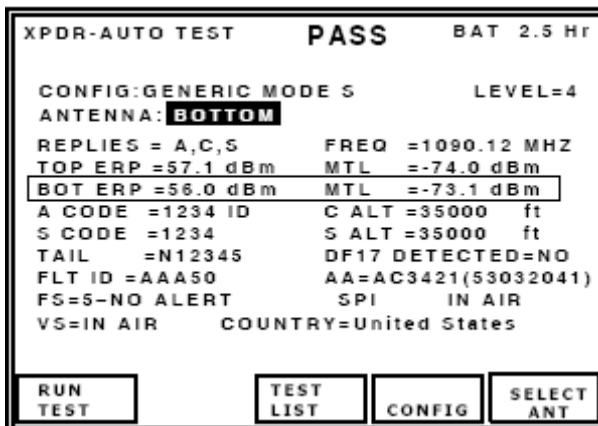 XPDR-AUTO TEST PASS BAT 2.5 Hr
CONFIG:GENERIC MODE S LEVEL=4
ANTENNA: BOTTOM
REPLIES = A,C,S FREQ =1090.12 MHZ
TOP ERP =57.1 dBm MTL =-74.0 dBm
BOT ERP =56.0 dBm MTL =-73.1 dBm
A CODE =1234 ID C ALT =35000 ft
S CODE =1234 S ALT =35000 ft
TAIL =N12345 DF17 DETECTED=NO
FLT ID =AAA50 AA=AC3421(53032041)
FS=5-NO ALERT SPI IN AIR
VS=IN AIR COUNTRY=United States
RUN TEST CONFIG SELECT
TEST LIST ANT